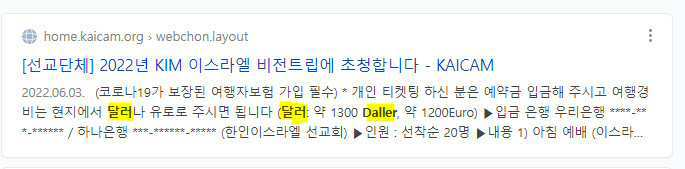 home.kaicam.org › webchon.layout
[선교단체] 2022년 KIM 이스라엘 비전트립에 초청합니다 - KAICAM
2022.06.03. (코로나19가 보장된 여행자보험 가입 필수) * 개인 티켓팅 하신 분은 예약금 입금해 주시고 여행경
비는 현지에서 달러나 유로로 주시면 됩니다 (달러: 약 1300 Daller, 약 1200Euro) ▶입금 은행 우리은행 ****-**
*-****** / 하나은행 ***-******-***** (한인이스라엘 선교회) ▶인원 : 선착순 20명 ▶내용 1) 아침 예배 (이스라...